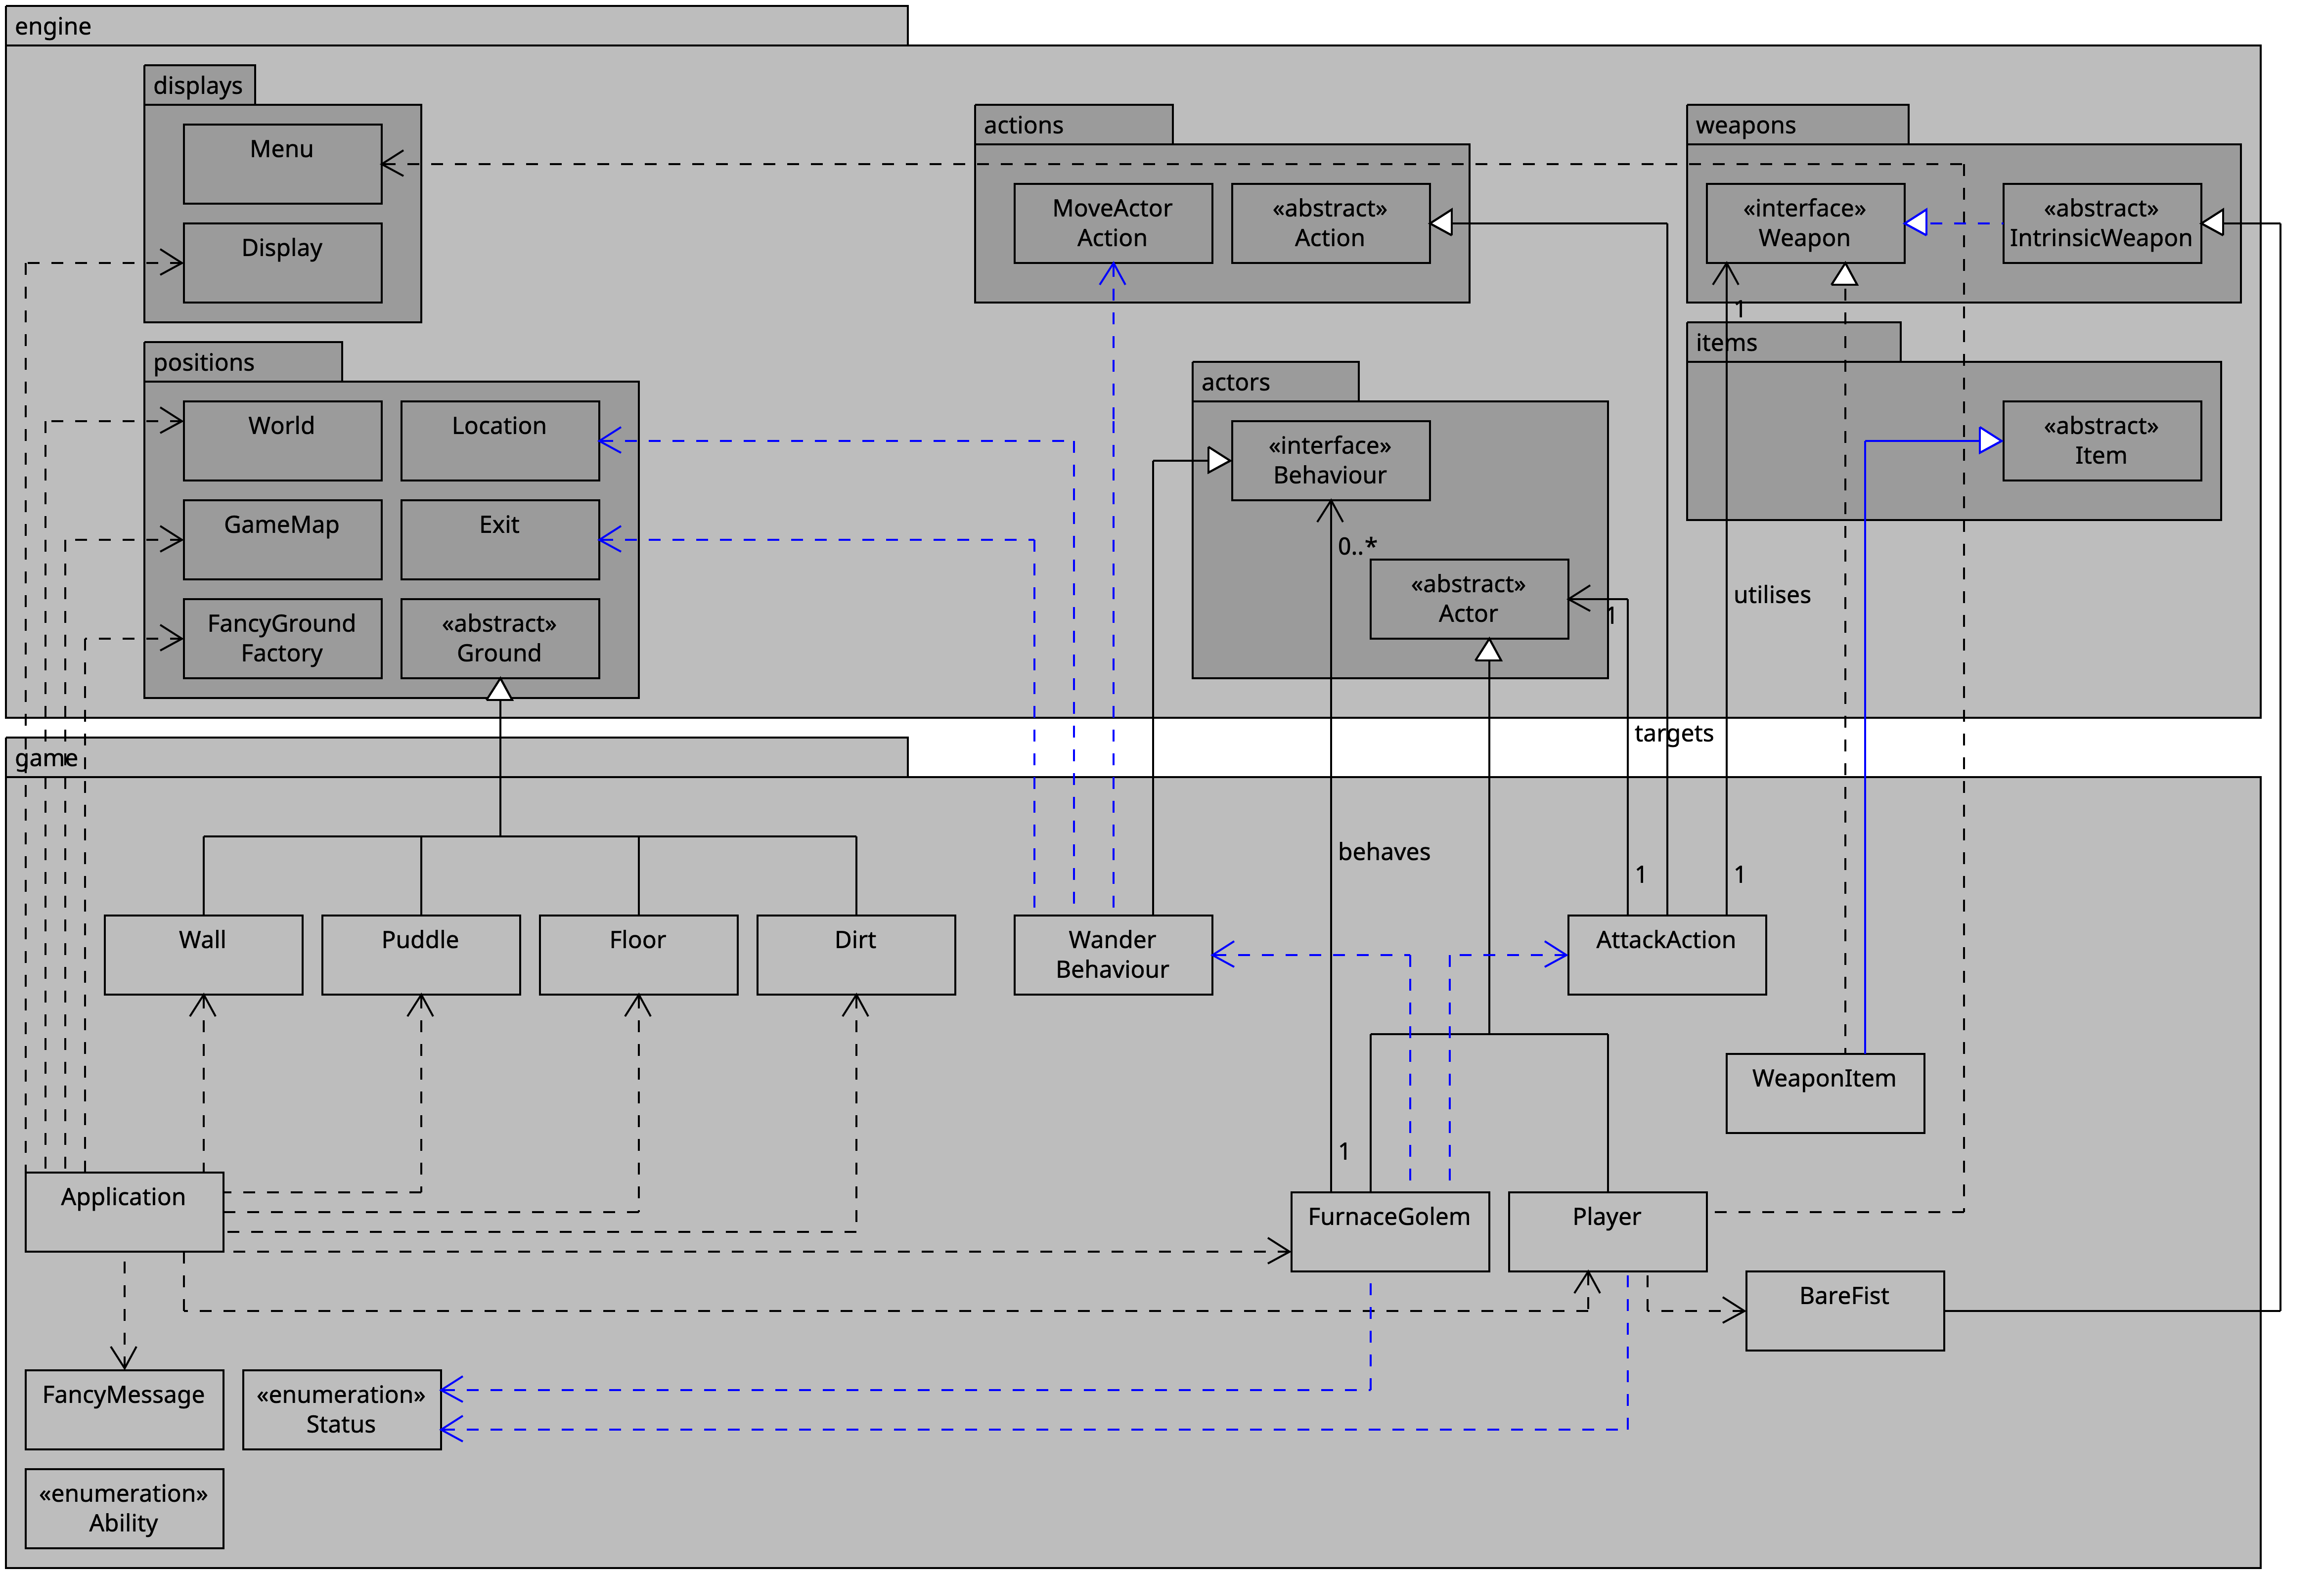 engine
displays
Menu
Display
actions
MoveActor
Action
«abstract»
Action
weapons
«interface»
Weapon
«abstract»
IntrinsicWeapon
1
items
«abstract»
Item
positions
World
Location
GameMap
Exit
FancyGround
Factory
«abstract»
Ground
actors
«interface»
Behaviour
0..*
«abstract»
Actor
1
utilises
targets
game
behaves
1
1
Wall
Puddle
Floor
Dirt
Wander
Behaviour
AttackAction
WeaponItem
1
Application
FurnaceGolem
Player
BareFist
FancyMessage
«enumeration»
Status
«enumeration»
Ability